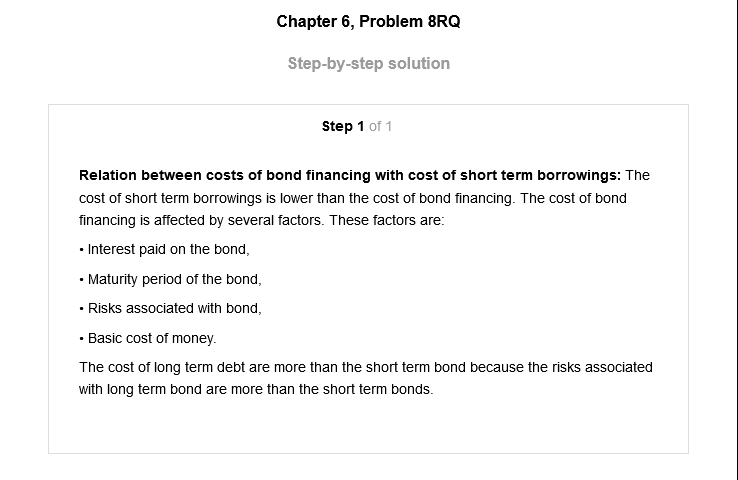 Chapter 6, Problem 8RQ
Step-by-step solution
Step 1 of 1
Relation between costs of bond financing with cost of short term borrowings: The
cost of short term borrowings is lower than the cost of bond financing. The cost of bond
financing is affected by several factors. These factors are:
• Interest paid on the bond,
• Maturity period of the bond,
• Risks associated with bond,
• Basic cost of money.
The cost of long term debt are more than the short term bond because the risks associated
with long term bond are more than the short term bonds.